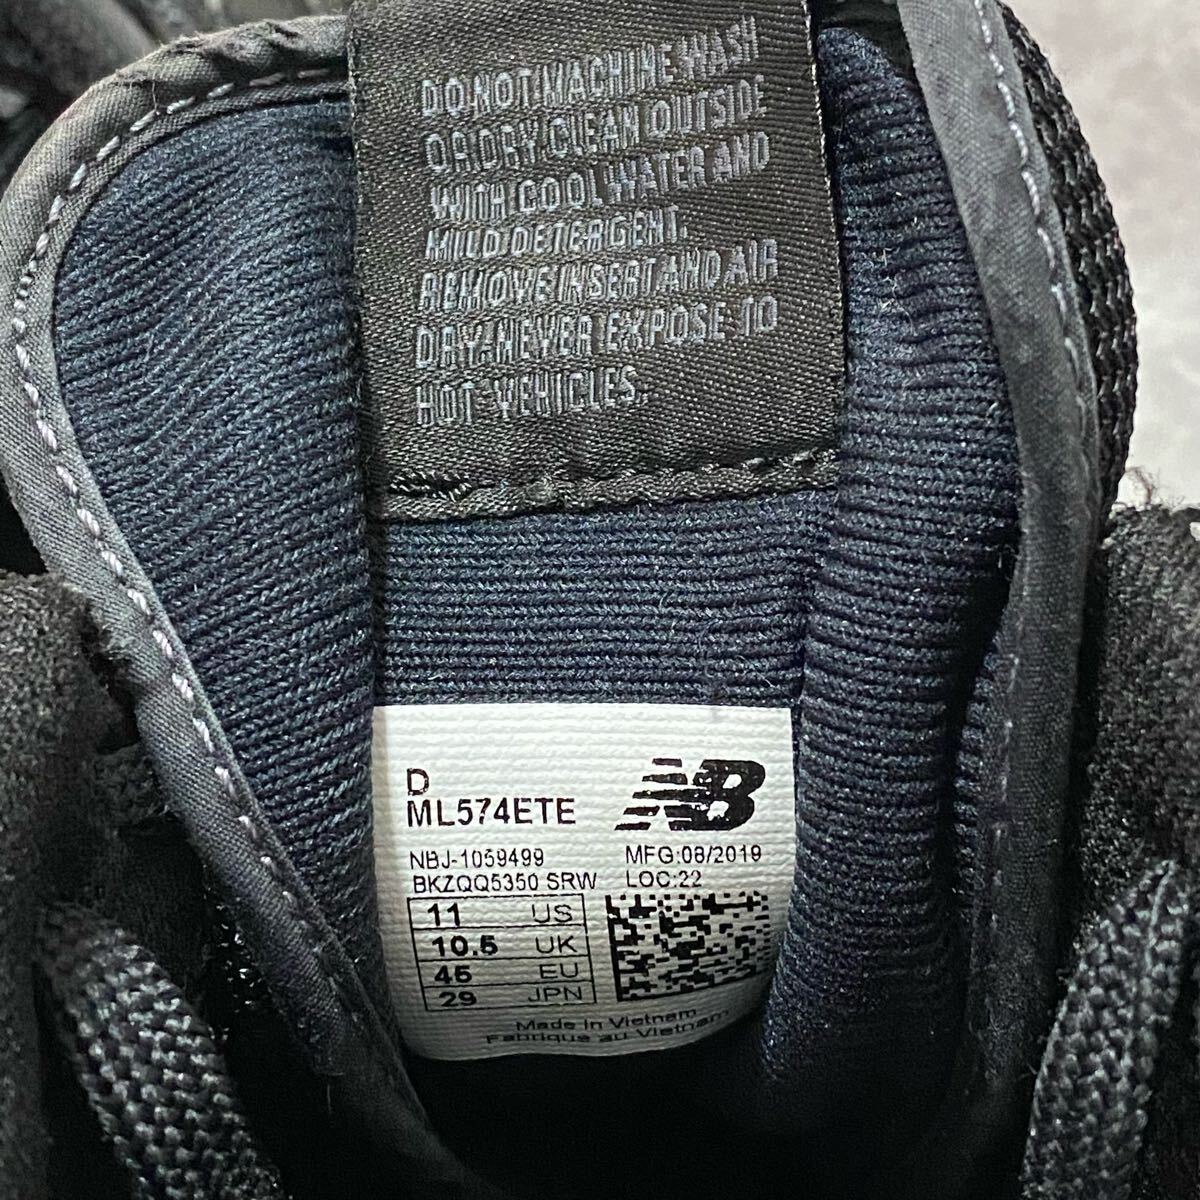 DO NOT MACHINE WASH
OR DRY CLEAN OUTSIDE
WITH COOL WATER AND
MILD DETERGENT.
REMOVE INSERT AND AIR
DRY. NEVER EXPOSE TO
HOT VEHICLES.
D
ML574ETE
NB
NBJ-1059499
MFG:08/2019
BKZQQ5350 SRW
LOC:22
11 US
10.5 UK
45 EU
29 JPN
Made in Vietnam
Fabrique au Vietnam